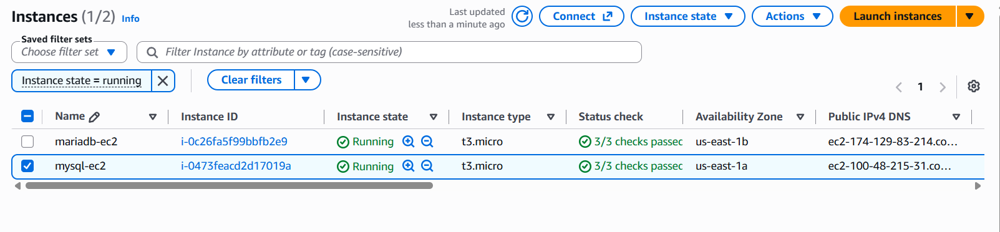 Instances (1/2) Info
Last updated
less than a minute ago
Connect
Instance state
Actions
Launch instances
Saved filter sets
Choose filter set
Filter Instance by attribute or tag (case-sensitive)
Instance state = running
Clear filters
1
Name Instance ID Instance state Instance type Status check Availability Zone Public IPv4 DNS
mariadb-ec2 i-0c26fa5f99bbfb2e9 Running t3.micro 3/3 checks passec us-east-1b ec2-174-129-83-214.co...
mysql-ec2 i-0473feacd2d17019a Running t3.micro 3/3 checks passec us-east-1a ec2-100-48-215-31.co...